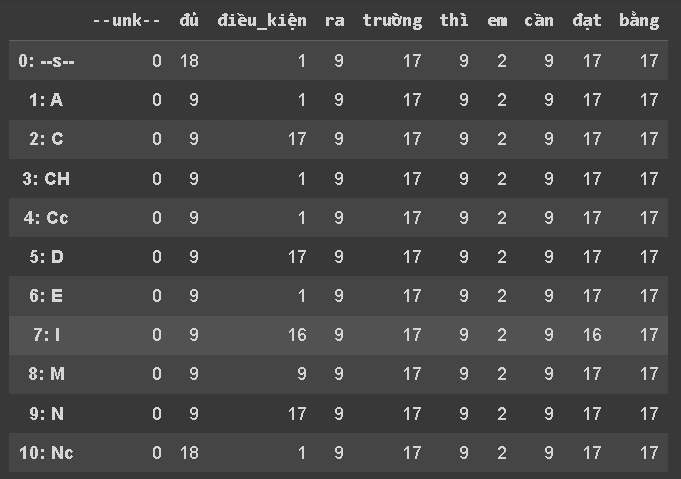 --unk-- đủ điều_kiện ra trường thì em cần đạt bằng
0: --s-- 0 18 1 9 17 9 2 9 17 17
1: A 0 9 1 9 17 9 2 9 17 17
2: C 0 9 17 9 17 9 2 9 17 17
3: CH 0 9 1 9 17 9 2 9 17 17
4: Cc 0 9 1 9 17 9 2 9 17 17
5: D 0 9 17 9 17 9 2 9 17 17
6: E 0 9 1 9 17 9 2 9 17 17
7: I 0 9 16 9 17 9 2 9 16 17
8: M 0 9 9 9 17 9 2 9 17 17
9: N 0 9 17 9 17 9 2 9 17 17
10: Nc 0 18 1 9 17 9 2 9 17 17